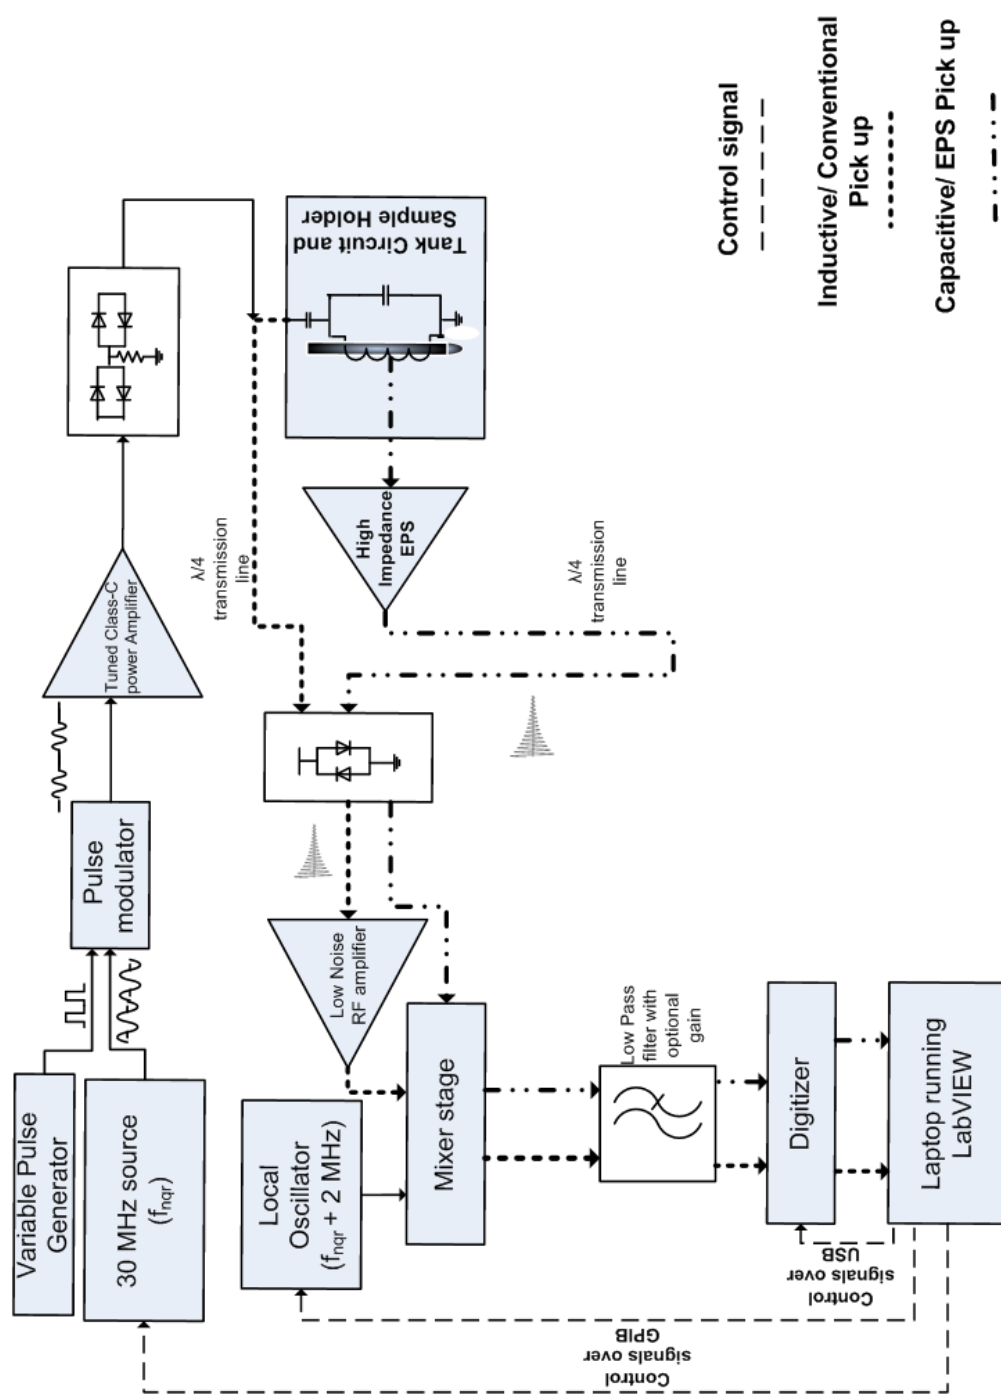 Variable Pulse
Generator
30 MHz source
(fnqr)
Pulse
modulator
Tuned Class-C
power Amplifier
λ/4
transmission
line
Tank Circuit and
Sample Holder
High
Impedance
EPS
λ/4
transmission
line
Low Noise
RF amplifier
Local
Oscillator
(fnqr + 2 MHz)
Mixer stage
Low Pass
filter with
optional
gain
Digitizer
Laptop running
LabVIEW
Control
signals over
USB
Control
signals over
GPIB
Control signal
Inductive/ Conventional
Pick up
Capacitive/ EPS Pick up